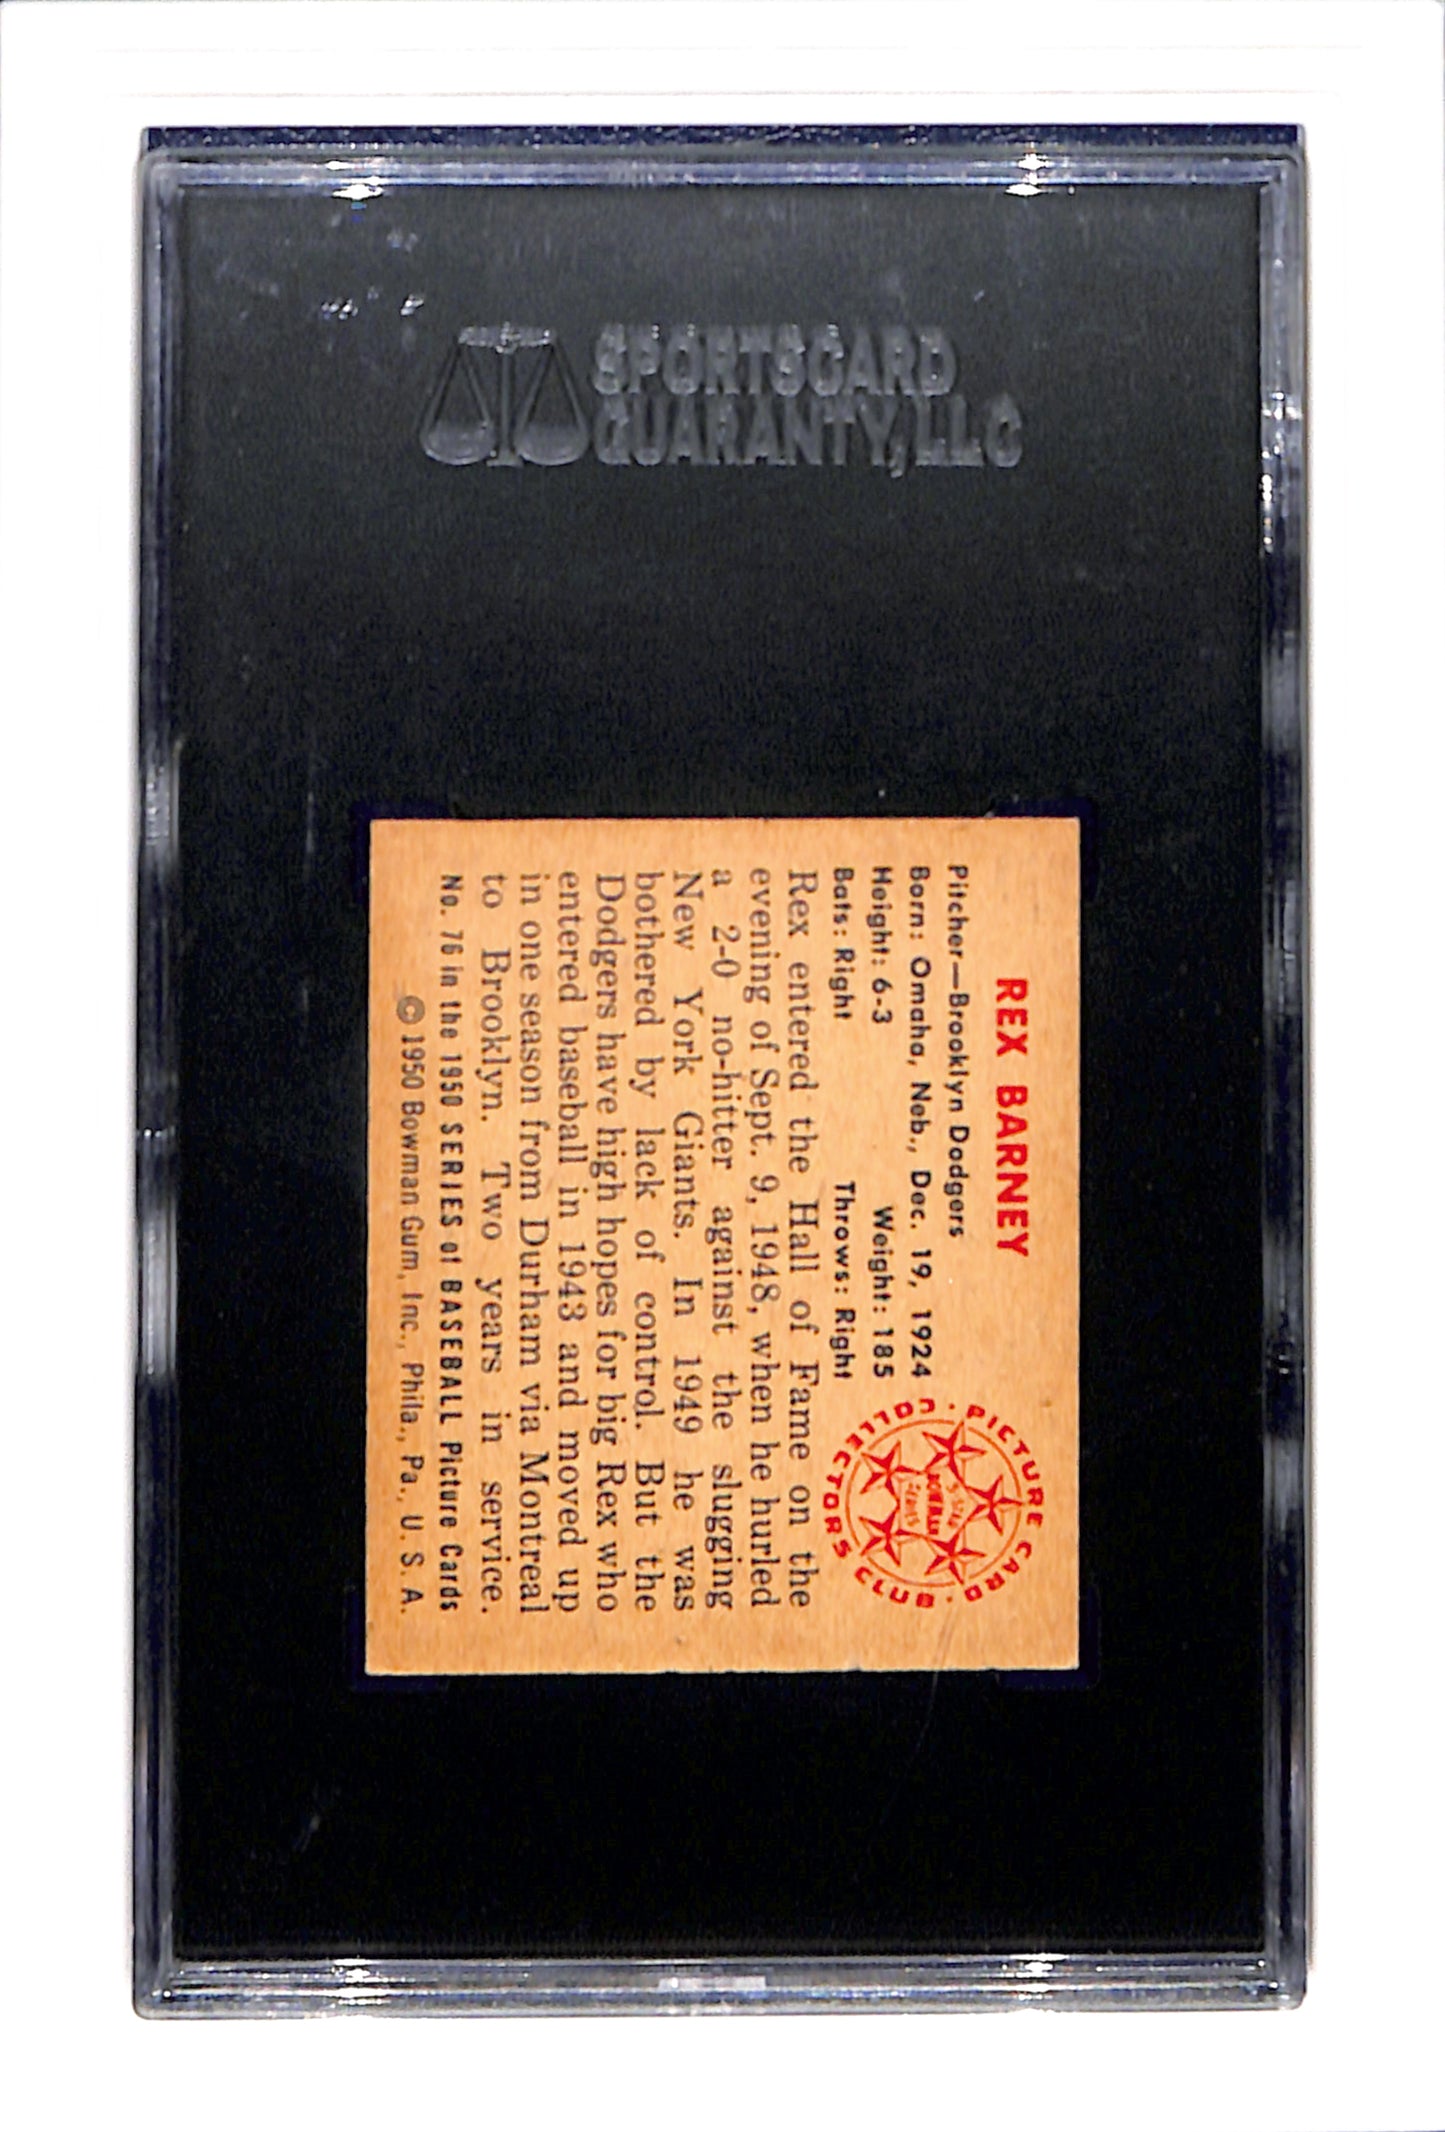 SPORTSCARD
GUARANTY, LLC
REX BARNEY
Pitcher—Brooklyn Dodgers
Born: Omaha, Neb., Dec. 19, 1924
Height: 6-3 Weight: 185
Bats: Right Throws: Right
PICTURE CARD COLLECTORS CLUB
5-STAR
BOWMAN
SERIES
Rex entered the Hall of Fame on the
evening of Sept. 9, 1948, when he hurled
a 2-0 no-hitter against the slugging
New York Giants. In 1949 he was
bothered by lack of control. But the
Dodgers have high hopes for big Rex who
entered baseball in 1943 and moved up
in one season from Durham via Montreal
to Brooklyn. Two years in service.
No. 76 in the 1950 SERIES of BASEBALL Picture Cards
© 1950 Bowman Gum, Inc., Phila., Pa., U. S. A.